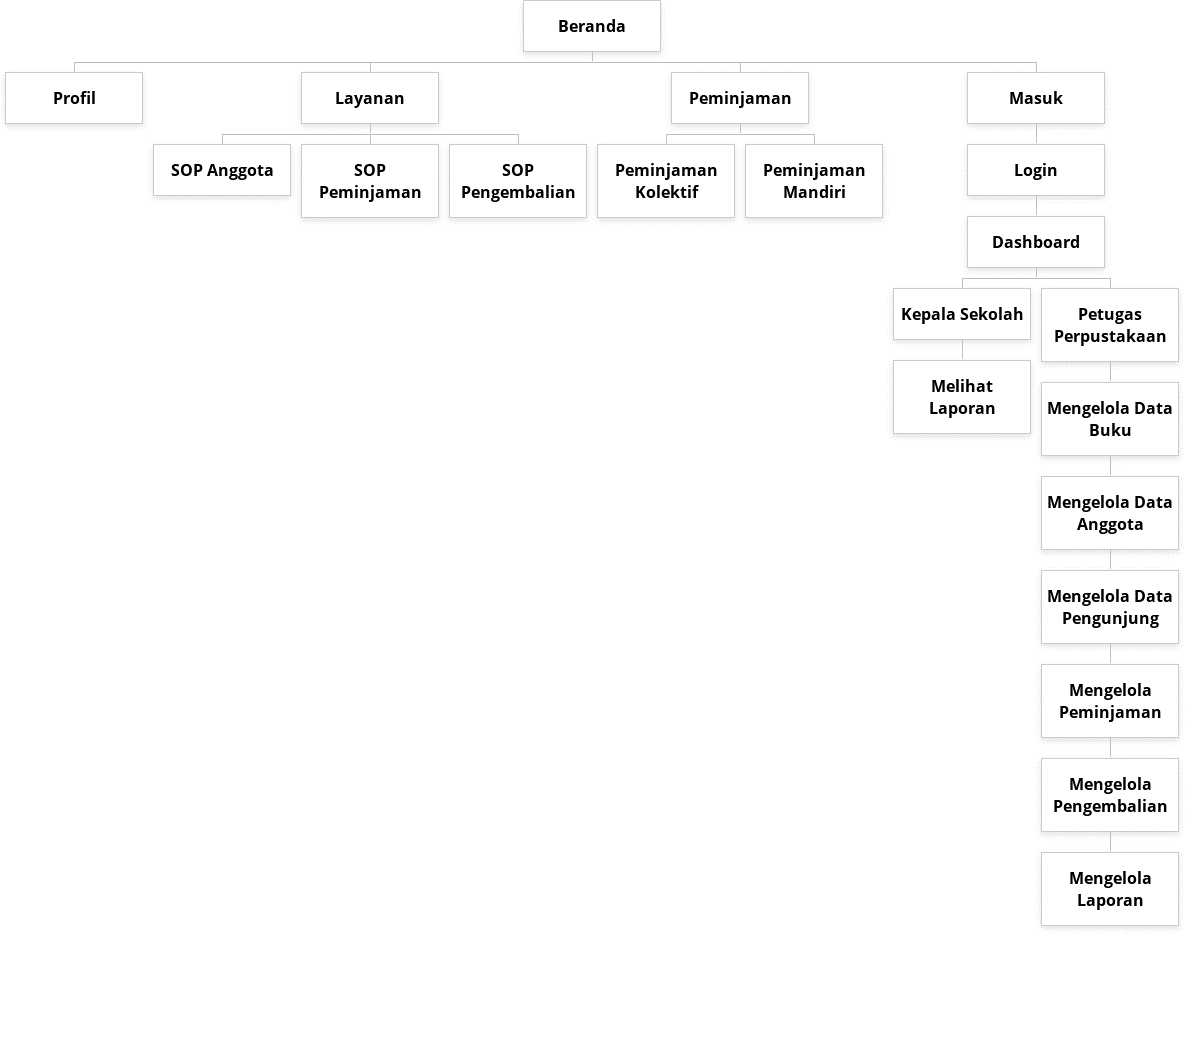 Beranda
Profil
Layanan
Peminjaman
Masuk
SOP Anggota
SOP
Peminjaman
SOP
Pengembalian
Peminjaman
Kolektif
Peminjaman
Mandiri
Login
Dashboard
Kepala Sekolah
Petugas
Perpustakaan
Melihat
Laporan
Mengelola Data
Buku
Mengelola Data
Anggota
Mengelola Data
Pengunjung
Mengelola
Peminjaman
Mengelola
Pengembalian
Mengelola
Laporan